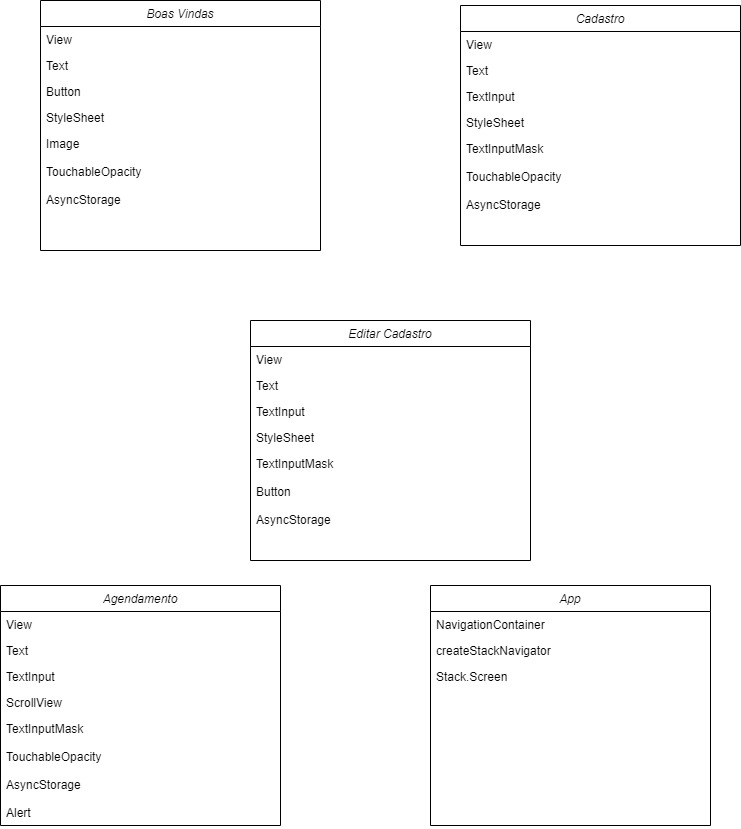 Boas Vindas
View
Text
Button
StyleSheet
Image
TouchableOpacity
AsyncStorage
Cadastro
View
Text
TextInput
StyleSheet
TextInputMask
TouchableOpacity
AsyncStorage
Editar Cadastro
View
Text
TextInput
StyleSheet
TextInputMask
Button
AsyncStorage
Agendamento
View
Text
TextInput
ScrollView
TextInputMask
TouchableOpacity
AsyncStorage
Alert
App
NavigationContainer
createStackNavigator
Stack.Screen